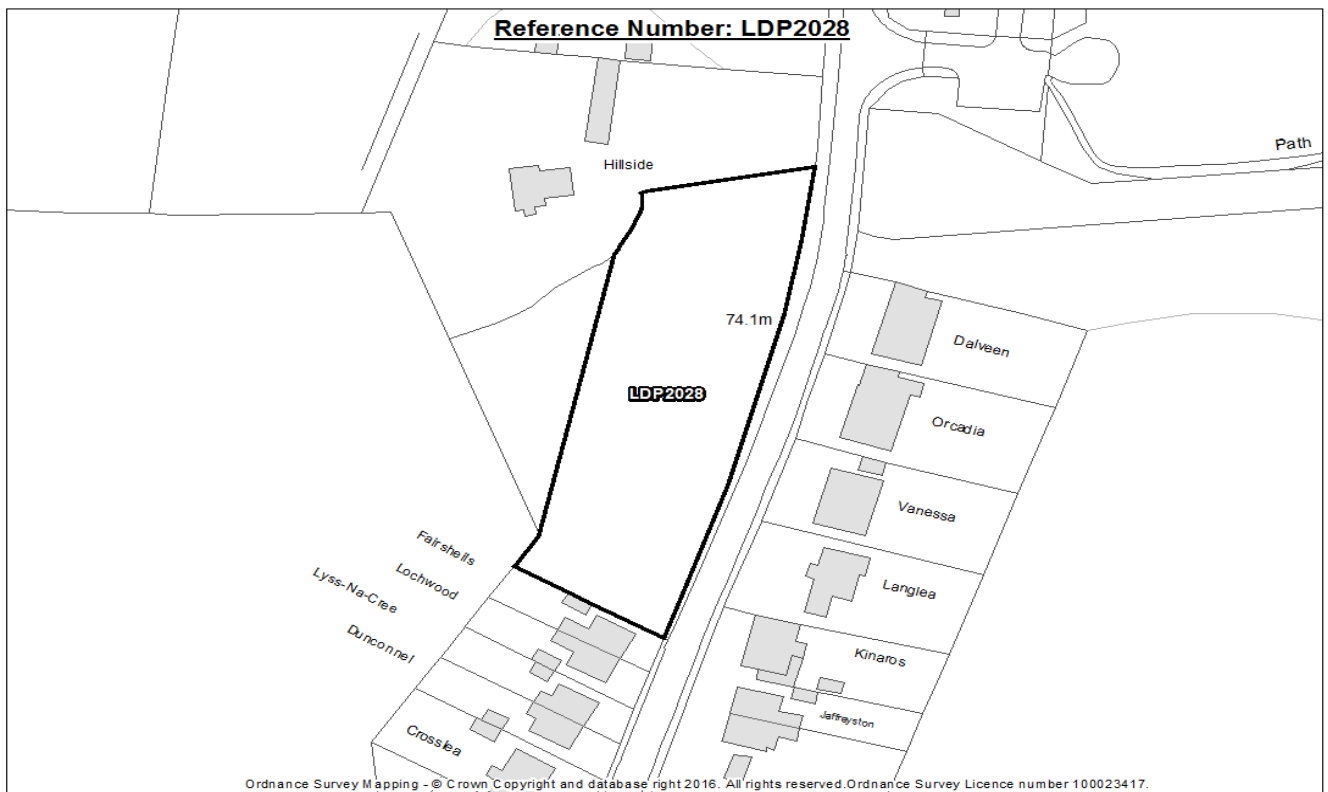 Reference Number: LDP2028
Path
Hillside
74.1m
Dalveen
LDP2028
Orcadia
Vanessa
Fairshells
Lochwood
Langlea
Lyss-Na-Cree
Dunconnel
Kinaros
Jaffreyston
Crosslea
Ordnance Survey Mapping - © Crown Copyright and database right 2016. All rights reserved.Ordnance Survey Licence number 100023417.